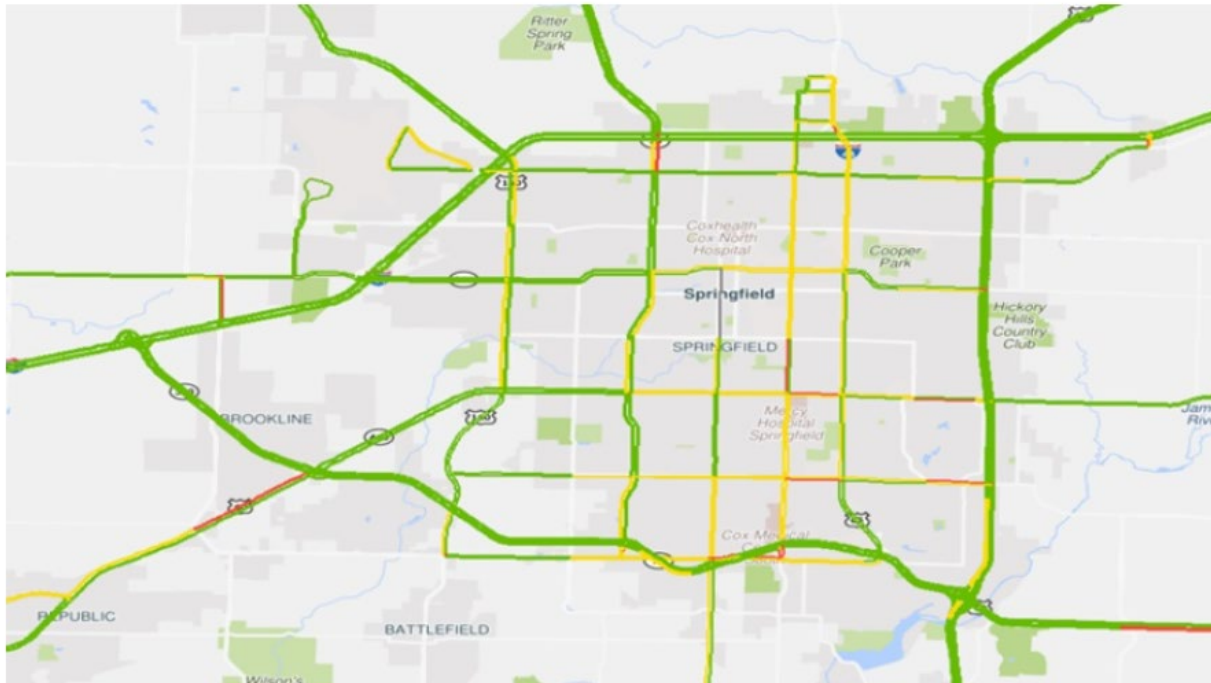 Ritter
Spring
Park
Coxhealth
Cox North
Hospital
Cooper
Park
Springfield
Hickory
Hills
Country
Club
SPRINGFIELD
BROOKLINE
Mercy
Hospital
Springfield
Cox Medical
REPUBLIC
BATTLEFIELD
Wilson's